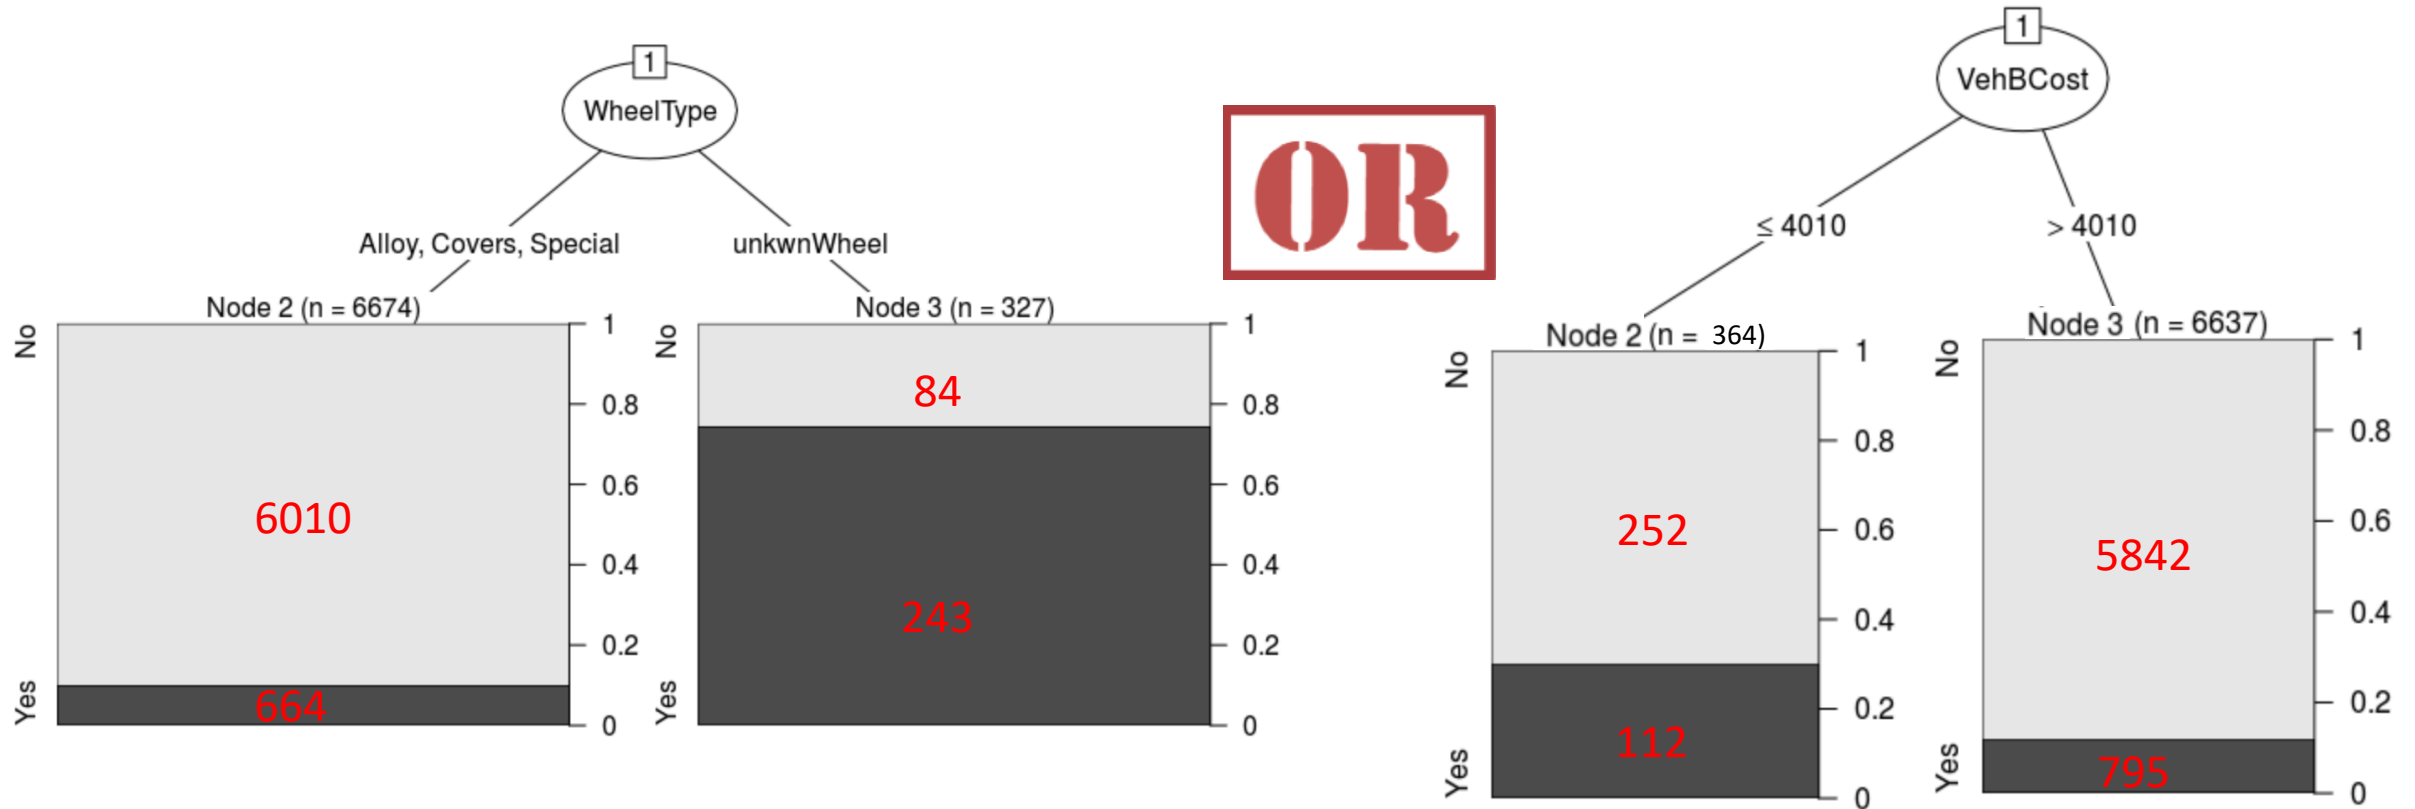 1
WheelType
Alloy, Covers, Special
unkwnWheel
Node 2 (n = 6674)
No
Yes
6010
664
1
0.8
0.6
0.4
0.2
0
Node 3 (n = 327)
No
Yes
84
243
1
0.8
0.6
0.4
0.2
0
OR
1
VehBCost
≤ 4010
> 4010
Node 2 (n = 364)
No
Yes
252
112
1
0.8
0.6
0.4
0.2
0
Node 3 (n = 6637)
No
Yes
5842
795
1
0.8
0.6
0.4
0.2
0